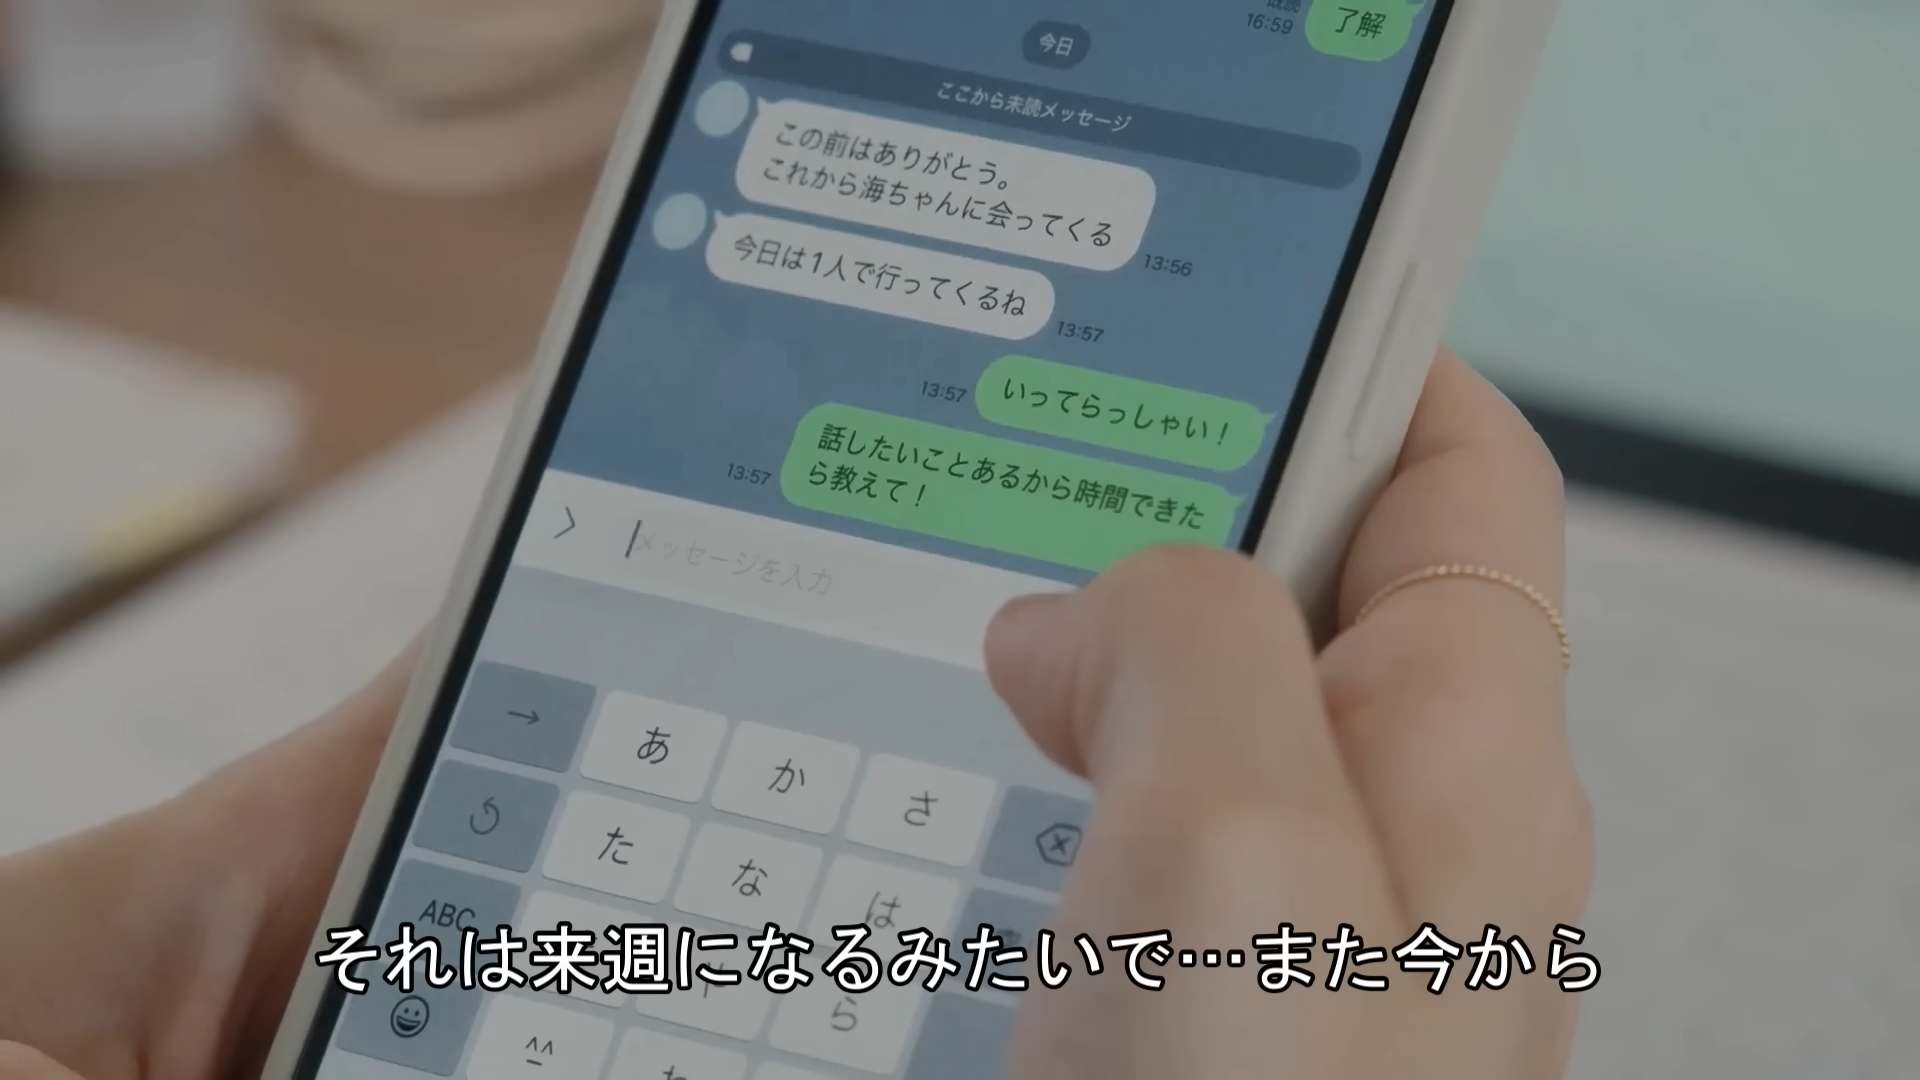 既読
16:59
了解
今日
ここから未読メッセージ
この前はありがとう。
これから海ちゃんに会ってくる
13:56
今日は1人で行ってくるね
13:57
いってらっしゃい！
13:57
話したいことあるから時間できた
ら教えて！
13:57
メッセージを入力
→
あ
か
さ
た
な
は
ABC
や
ら
^^
それは来週になるみたいで…また今から